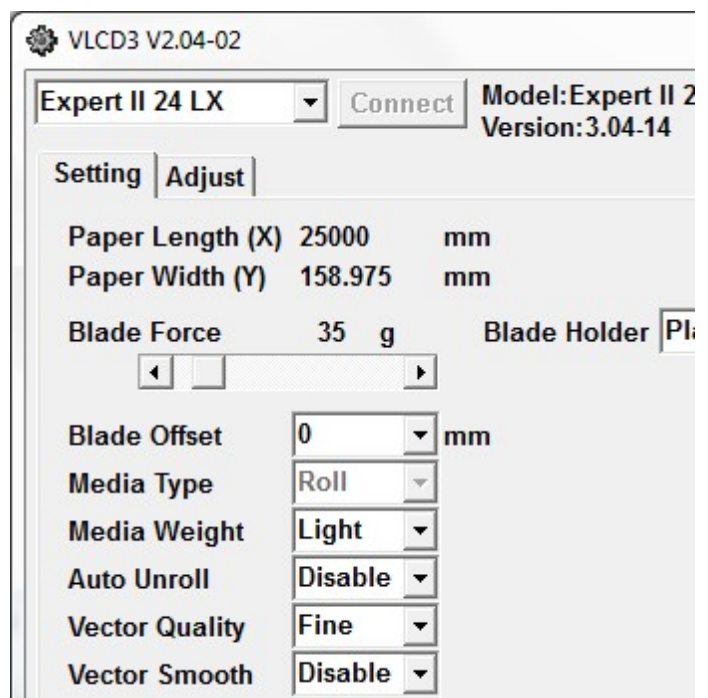 VLCD3 V2.04-02
Expert II 24 LX Connect Model:Expert II 2
Version:3.04-14
Setting Adjust
Paper Length (X) 25000 mm
Paper Width (Y) 158.975 mm
Blade Force 35 g Blade Holder Pla
Blade Offset 0 mm
Media Type Roll
Media Weight Light
Auto Unroll Disable
Vector Quality Fine
Vector Smooth Disable